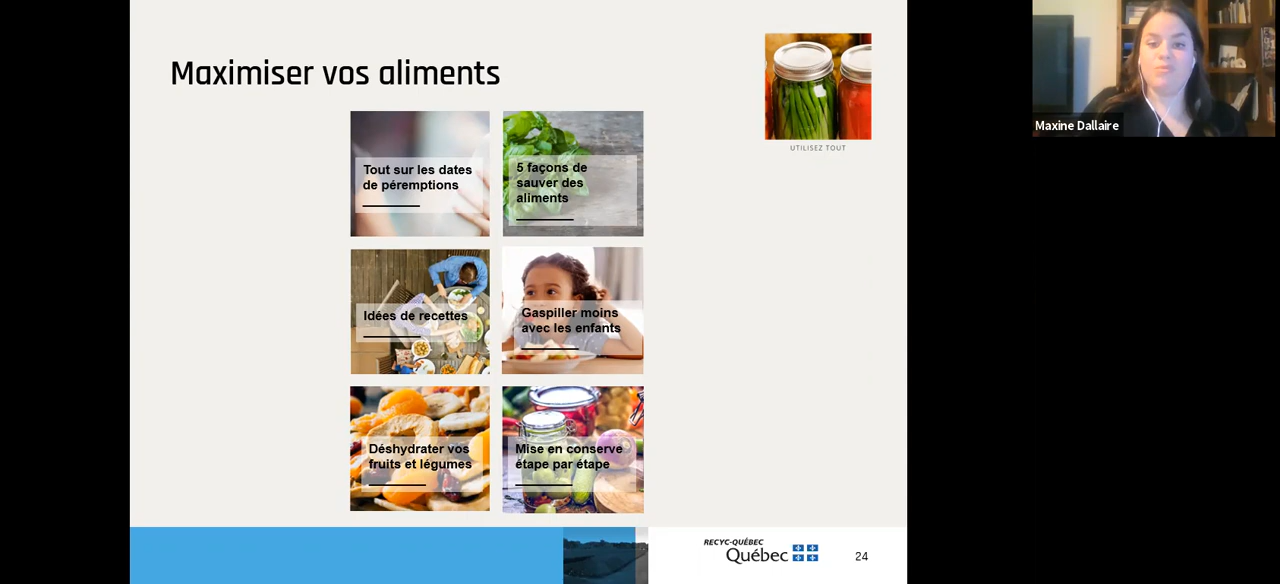 Maximiser vos aliments
UTILISEZ TOUT
Maxine Dallaire
Tout sur les dates
de péremptions
5 façons de
sauver des
aliments
Idées de recettes
Gaspiller moins
avec les enfants
Déshydrater vos
fruits et légumes
Mise en conserve
étape par étape
RECYC-QUÉBEC
Québec
24